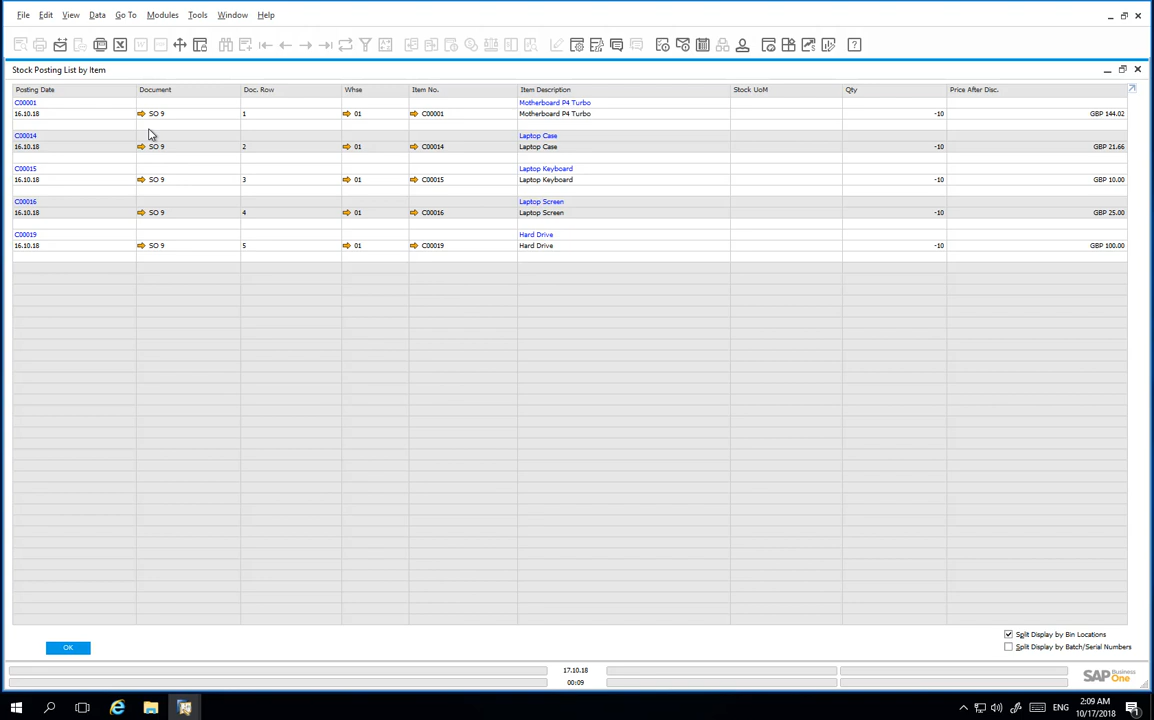 File Edit View Data Go To Modules Tools Window Help
Stock Posting List by Item
Posting Date Document Doc. Row Whse Item No. Item Description Stock UoM Qty Price After Disc.
C00001 Motherboard P4 Turbo
16.10.18 SO 9 1 01 C00001 Motherboard P4 Turbo -10 GBP 144.02
C00014 Laptop Case
16.10.18 SO 9 2 01 C00014 Laptop Case -10 GBP 21.66
C00015 Laptop Keyboard
16.10.18 SO 9 3 01 C00015 Laptop Keyboard -10 GBP 10.00
C00016 Laptop Screen
16.10.18 SO 9 4 01 C00016 Laptop Screen -10 GBP 25.00
C00019 Hard Drive
16.10.18 SO 9 5 01 C00019 Hard Drive -10 GBP 100.00
Split Display by Bin Locations
OK Split Display by Batch/Serial Numbers
17.10.18
00:09
SAP Business One
2:09 AM
ENG
10/17/2018
1